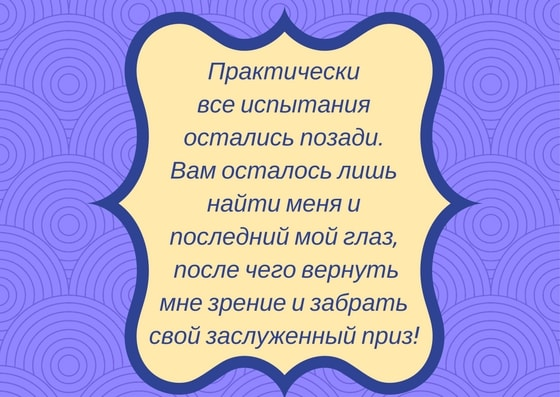 Практически
все испытания
остались позади.
Вам осталось лишь
найти меня и
последний мой глаз,
после чего вернуть
мне зрение и забрать
свой заслуженный приз!